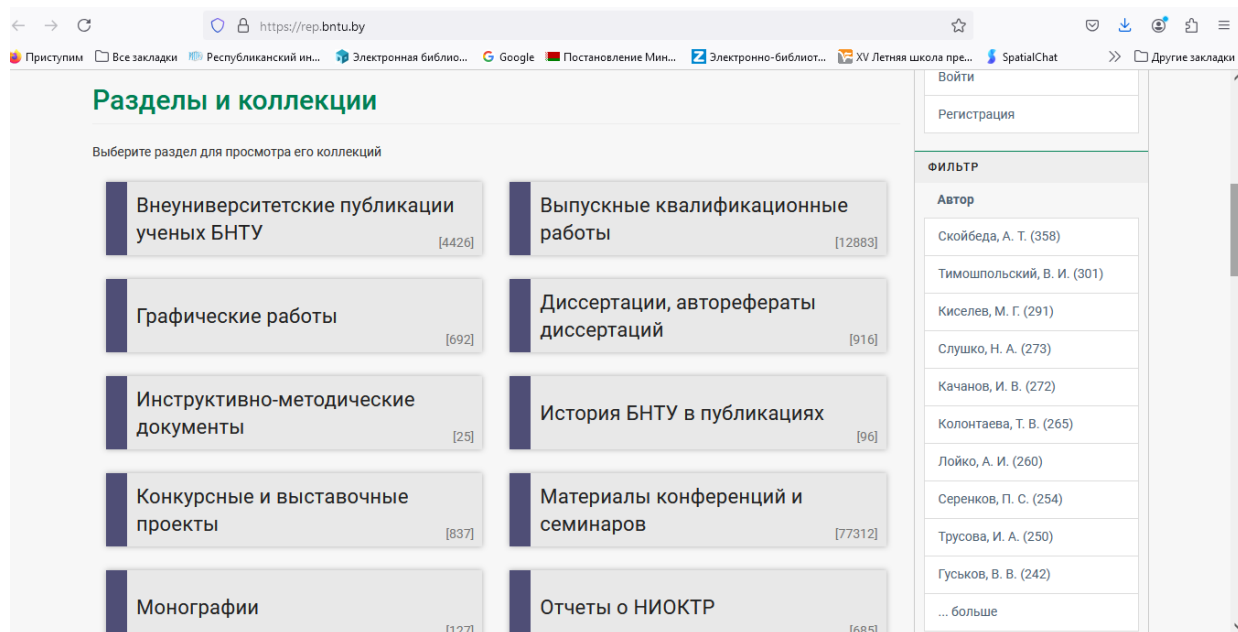 https://rep.bntu.by
Приступим Все закладки Республиканский ин... Электронная библио... G Google Постановление Мин... Z Электронно-библиот... XV Летняя школа пре... SpatialChat Другие закладки
Разделы и коллекции
Выберите раздел для просмотра его коллекций
Внеуниверситетские публикации
ученых БНТУ
[4426]
Выпускные квалификационные
работы
[12883]
Графические работы
[692]
Диссертации, авторефераты
диссертаций
[916]
Инструктивно-методические
документы
[25]
История БНТУ в публикациях
[96]
Конкурсные и выставочные
проекты
[837]
Материалы конференций и
семинаров
[77312]
Монографии
[127]
Отчеты о НИОКТР
[685]
Войти
Регистрация
ФИЛЬТР
Автор
Скойбеда, А. Т. (358)
Тимошпольский, В. И. (301)
Киселев, М. Г. (291)
Слушко, Н. А. (273)
Качанов, И. В. (272)
Колонтаева, Т. В. (265)
Лойко, А. И. (260)
Серенков, П. С. (254)
Трусова, И. А. (250)
Гуськов, В. В. (242)
... больше